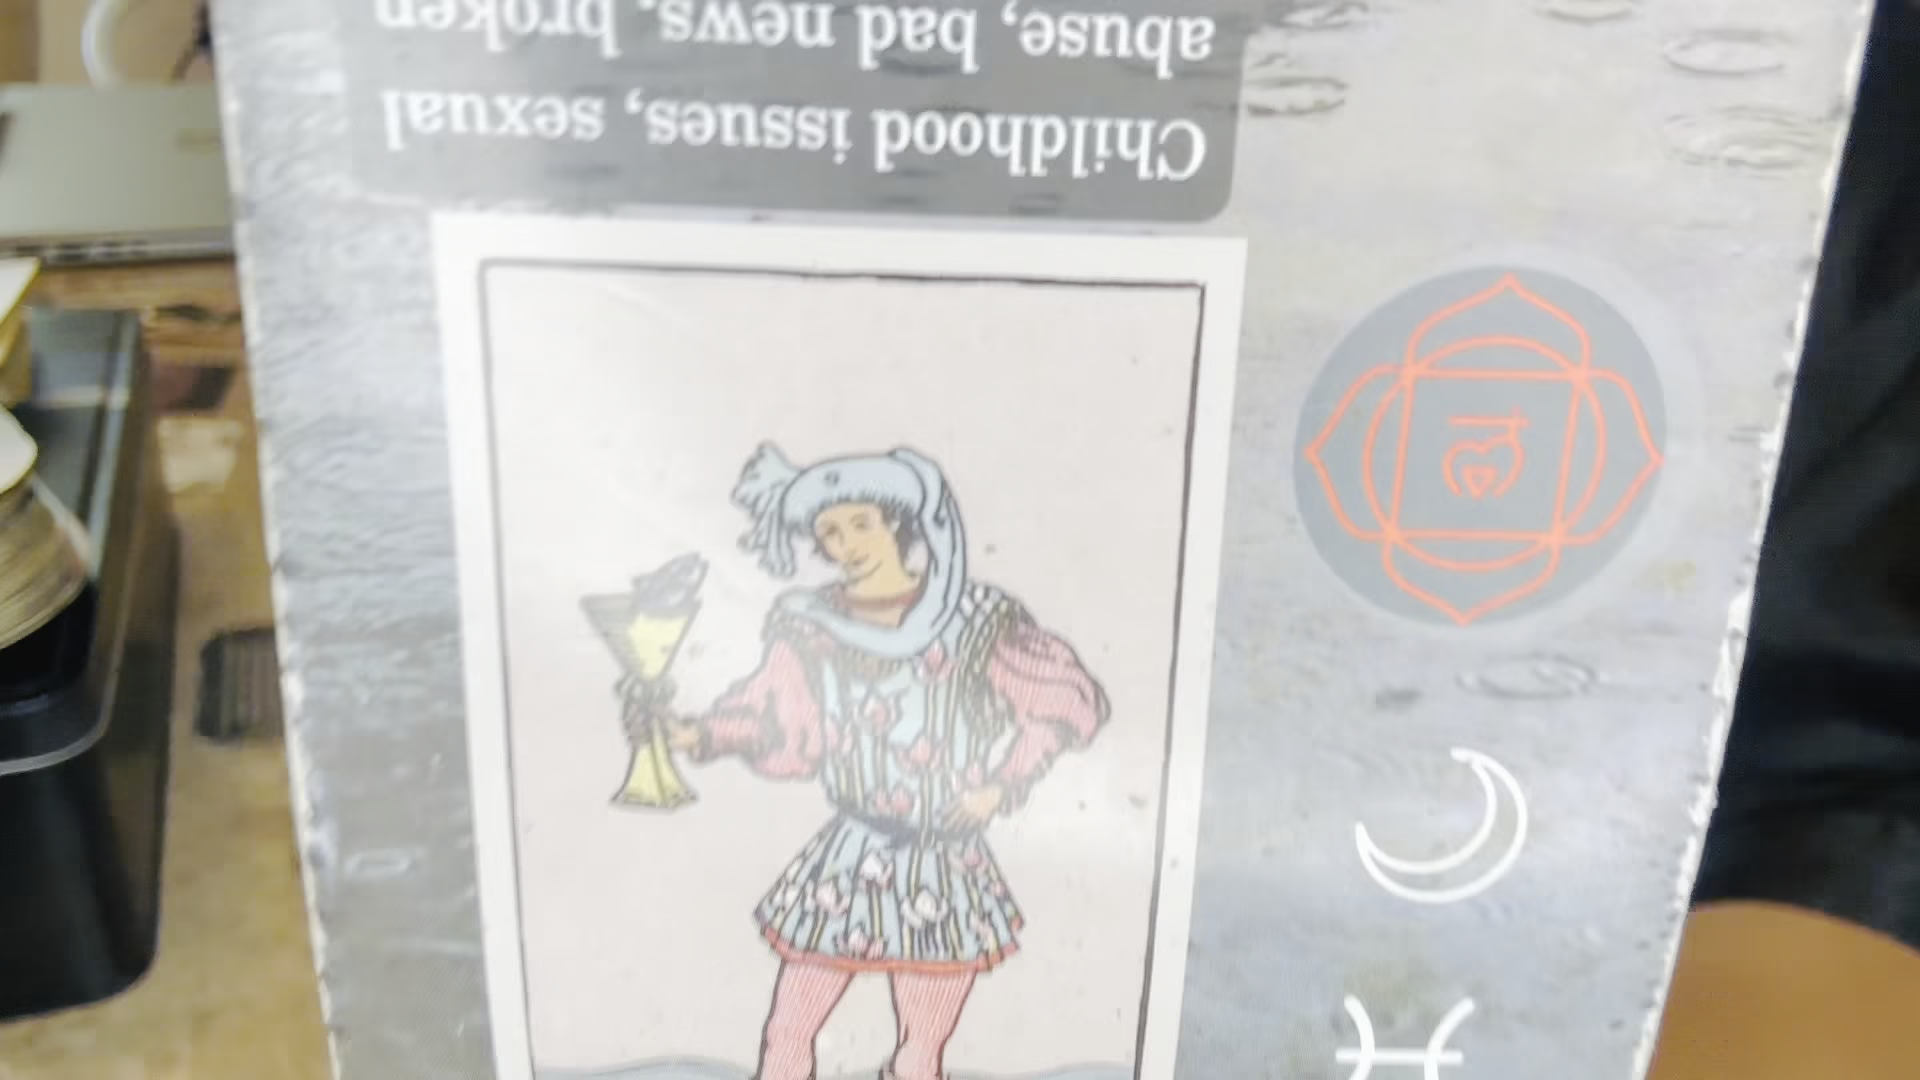 Childhood issues, sexual
abuse, bad news, broken
लं